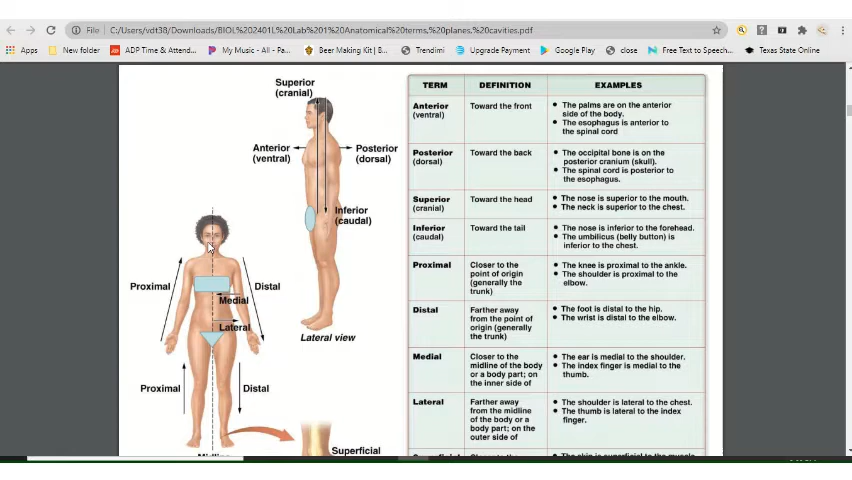 File | C:/Users/vdt38/Downloads/BIOL%202401L%20Lab%201%20Anatomical%20terms,%20planes,%20cavities.pdf
Apps New folder ADP Time & Attend... My Music - All - Pa... Beer Making Kit | B... Trendimi Upgrade Payment Google Play close Free Text to Speech... Texas State Online
Superior
(cranial)
Anterior
(ventral)
Posterior
(dorsal)
Inferior
(caudal)
Lateral view
Proximal
Distal
Medial
Lateral
Proximal
Distal
Superficial
TERM DEFINITION EXAMPLES
Anterior Toward the front • The palms are on the anterior
(ventral) side of the body.
• The esophagus is anterior to
the spinal cord
Posterior Toward the back • The occipital bone is on the
(dorsal) posterior cranium (skull).
• The spinal cord is posterior to
the esophagus.
Superior Toward the head • The nose is superior to the mouth.
(cranial) • The neck is superior to the chest.
Inferior Toward the tail • The nose is inferior to the forehead.
(caudal) • The umbilicus (belly button) is
inferior to the chest.
Proximal Closer to the • The knee is proximal to the ankle.
point of origin • The shoulder is proximal to the
(generally the elbow.
trunk)
Distal Farther away • The foot is distal to the hip.
from the point of • The wrist is distal to the elbow.
origin (generally
the trunk)
Medial Closer to the • The ear is medial to the shoulder.
midline of the body • The index finger is medial to the
or a body part; on thumb.
the inner side of
Lateral Farther away • The shoulder is lateral to the chest.
from the midline • The thumb is lateral to the index
of the body or a finger.
body part; on the
outer side of